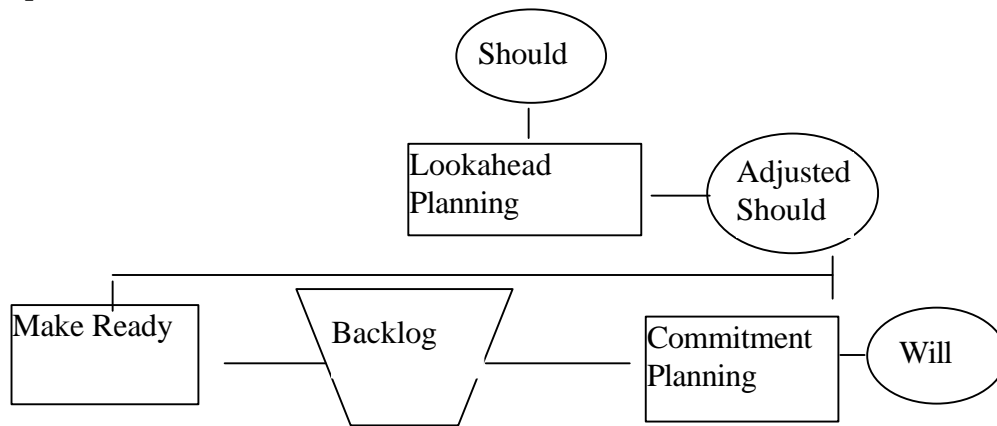 Should
Lookahead
Planning
Adjusted
Should
Make Ready
Backlog
Commitment
Planning
Will